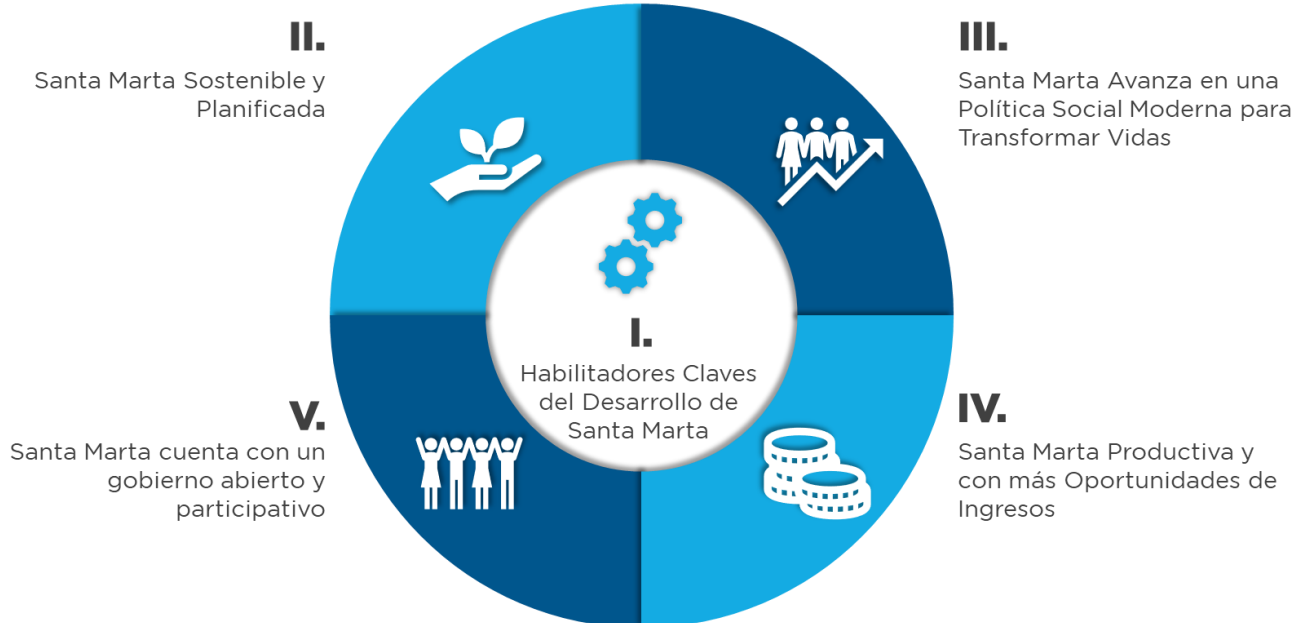 II.
Santa Marta Sostenible y
Planificada
III.
Santa Marta Avanza en una
Política Social Moderna para
Transformar Vidas
I.
Habilitadores Claves
del Desarrollo de
Santa Marta
IV.
Santa Marta Productiva y
con más Oportunidades de
Ingresos
V.
Santa Marta cuenta con un
gobierno abierto y
participativo